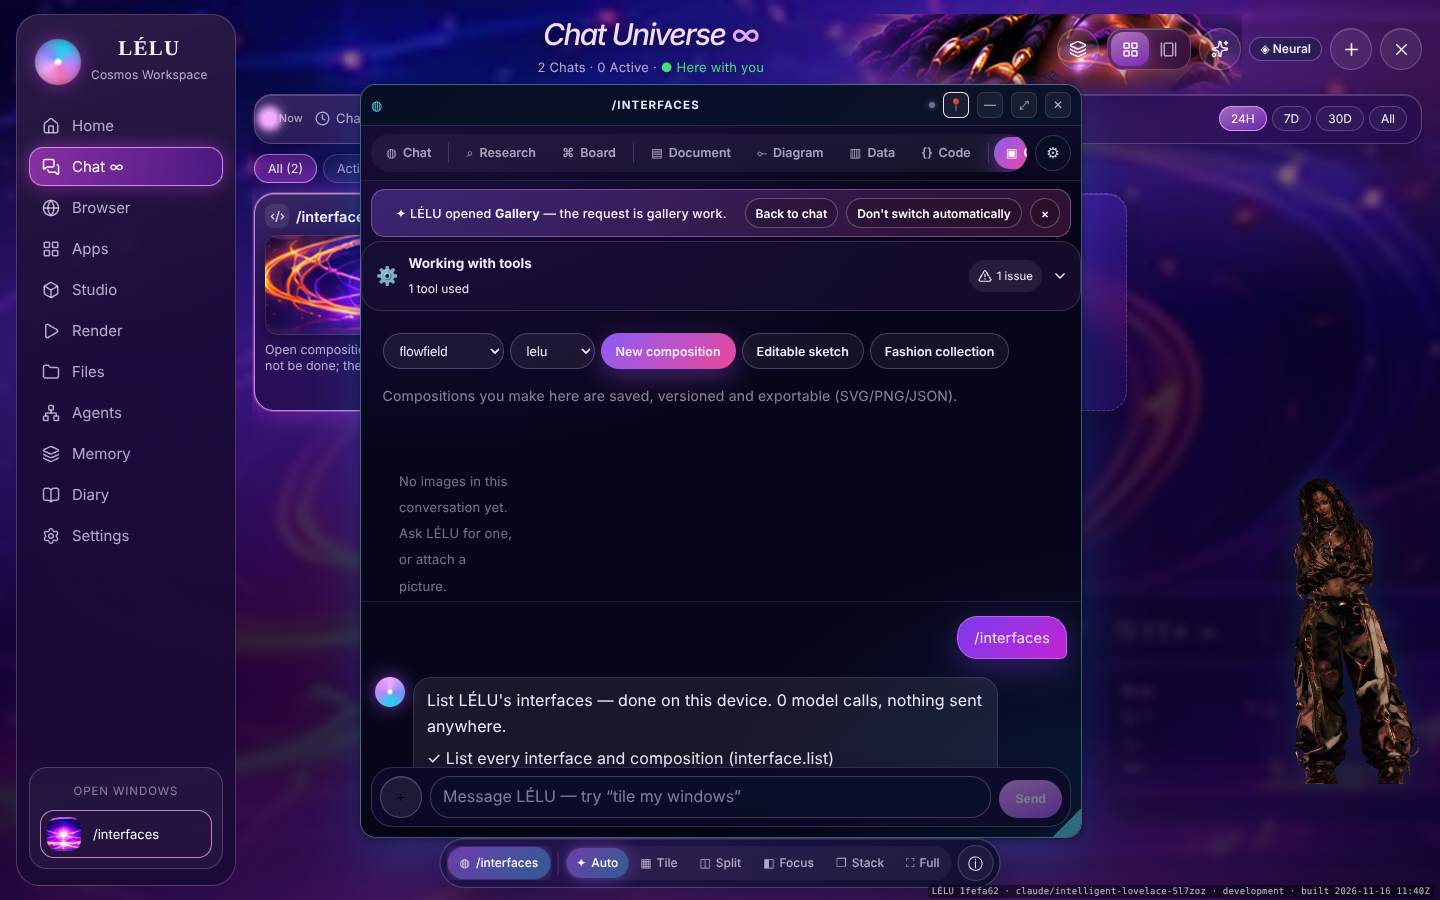 LÉLU
Cosmos Workspace
Home
Chat ∞
Browser
Apps
Studio
Render
Files
Agents
Memory
Diary
Settings
OPEN WINDOWS
/interfaces
Chat Universe ∞
2 Chats · 0 Active · ● Here with you
◈ Neural
Now
24H 7D 30D All
All (2)
/INTERFACES
Chat Research Board Document Diagram Data {} Code
✦ LÉLU opened Gallery — the request is gallery work. Back to chat Don't switch automatically ×
Working with tools
1 tool used
1 issue
flowfield lelu New composition Editable sketch Fashion collection
Compositions you make here are saved, versioned and exportable (SVG/PNG/JSON).
No images in this
conversation yet.
Ask LÉLU for one,
or attach a
picture.
/interfaces
List LÉLU's interfaces — done on this device. 0 model calls, nothing sent
anywhere.
✓ List every interface and composition (interface.list)
Message LÉLU — try “tile my windows”
Send
/interfaces ✦ Auto Tile Split Focus Stack Full
LÉLU 1fefa62 · claude/intelligent-lovelace-5l7zoz · development · built 2026-11-16 11:40Z